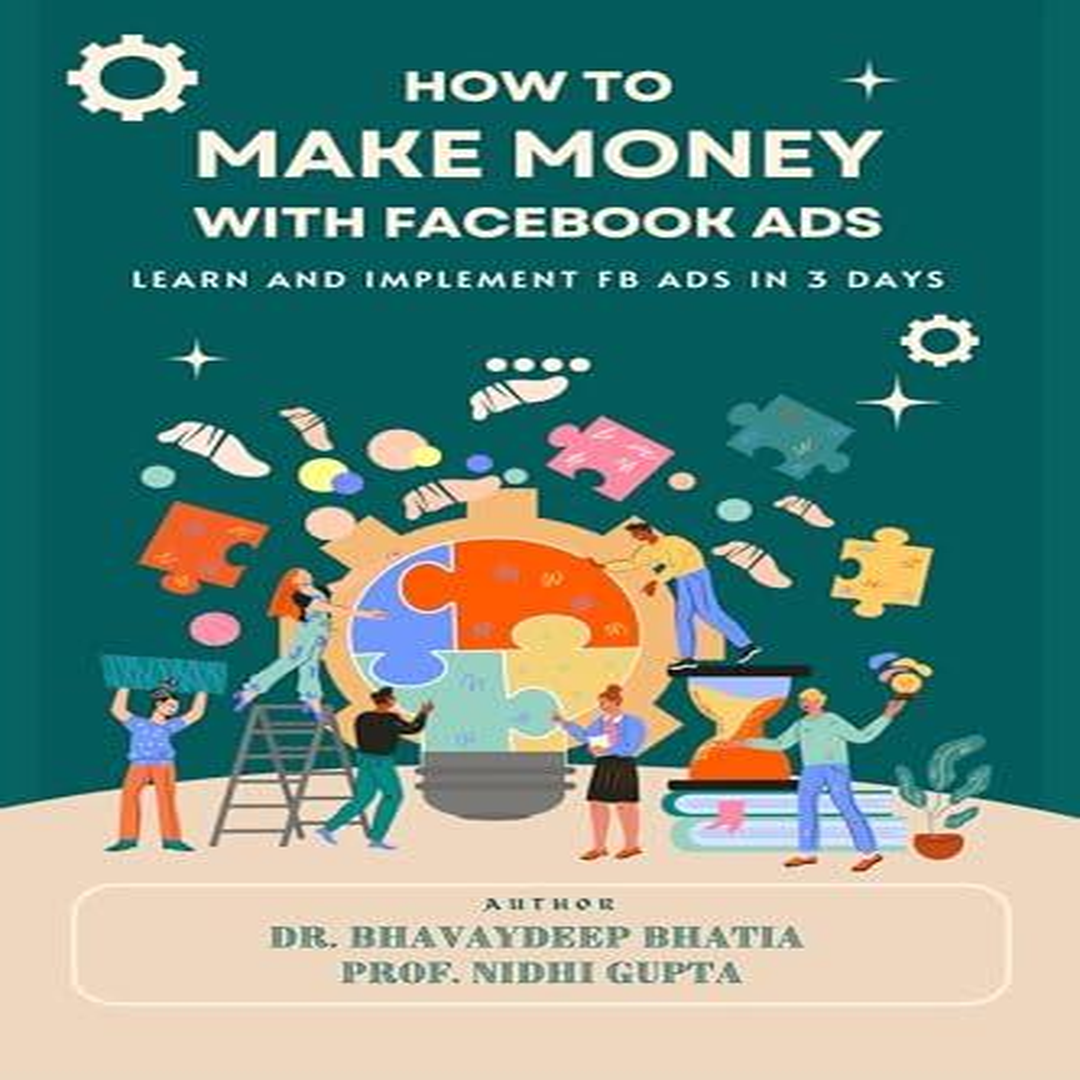 HOW TO
MAKE MONEY
WITH FACEBOOK ADS
LEARN AND IMPLEMENT FB ADS IN 3 DAYS
AUTHOR
DR. BHAVAYDEEP BHATIA
PROF. NIDHI GUPTA